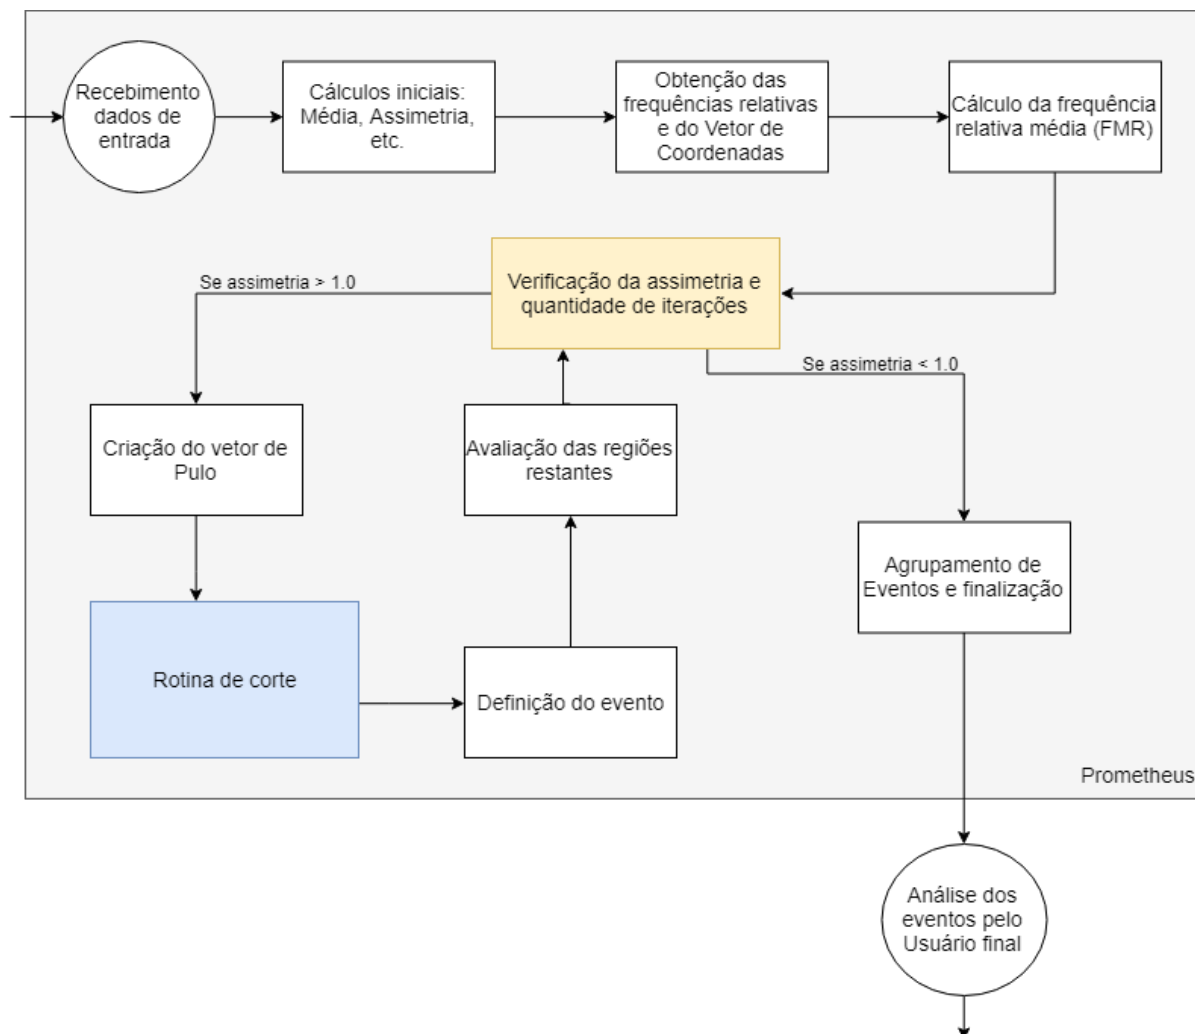 Recebimento
dados de
entrada
Cálculos iniciais:
Média, Assimetria,
etc.
Obtenção das
frequências relativas
e do Vetor de
Coordenadas
Cálculo da frequência
relativa média (FMR)
Verificação da assimetria e
quantidade de iterações
Se assimetria > 1.0
Se assimetria < 1.0
Criação do vetor de
Pulo
Avaliação das regiões
restantes
Agrupamento de
Eventos e finalização
Rotina de corte
Definição do evento
Prometheus
Análise dos
eventos pelo
Usuário final